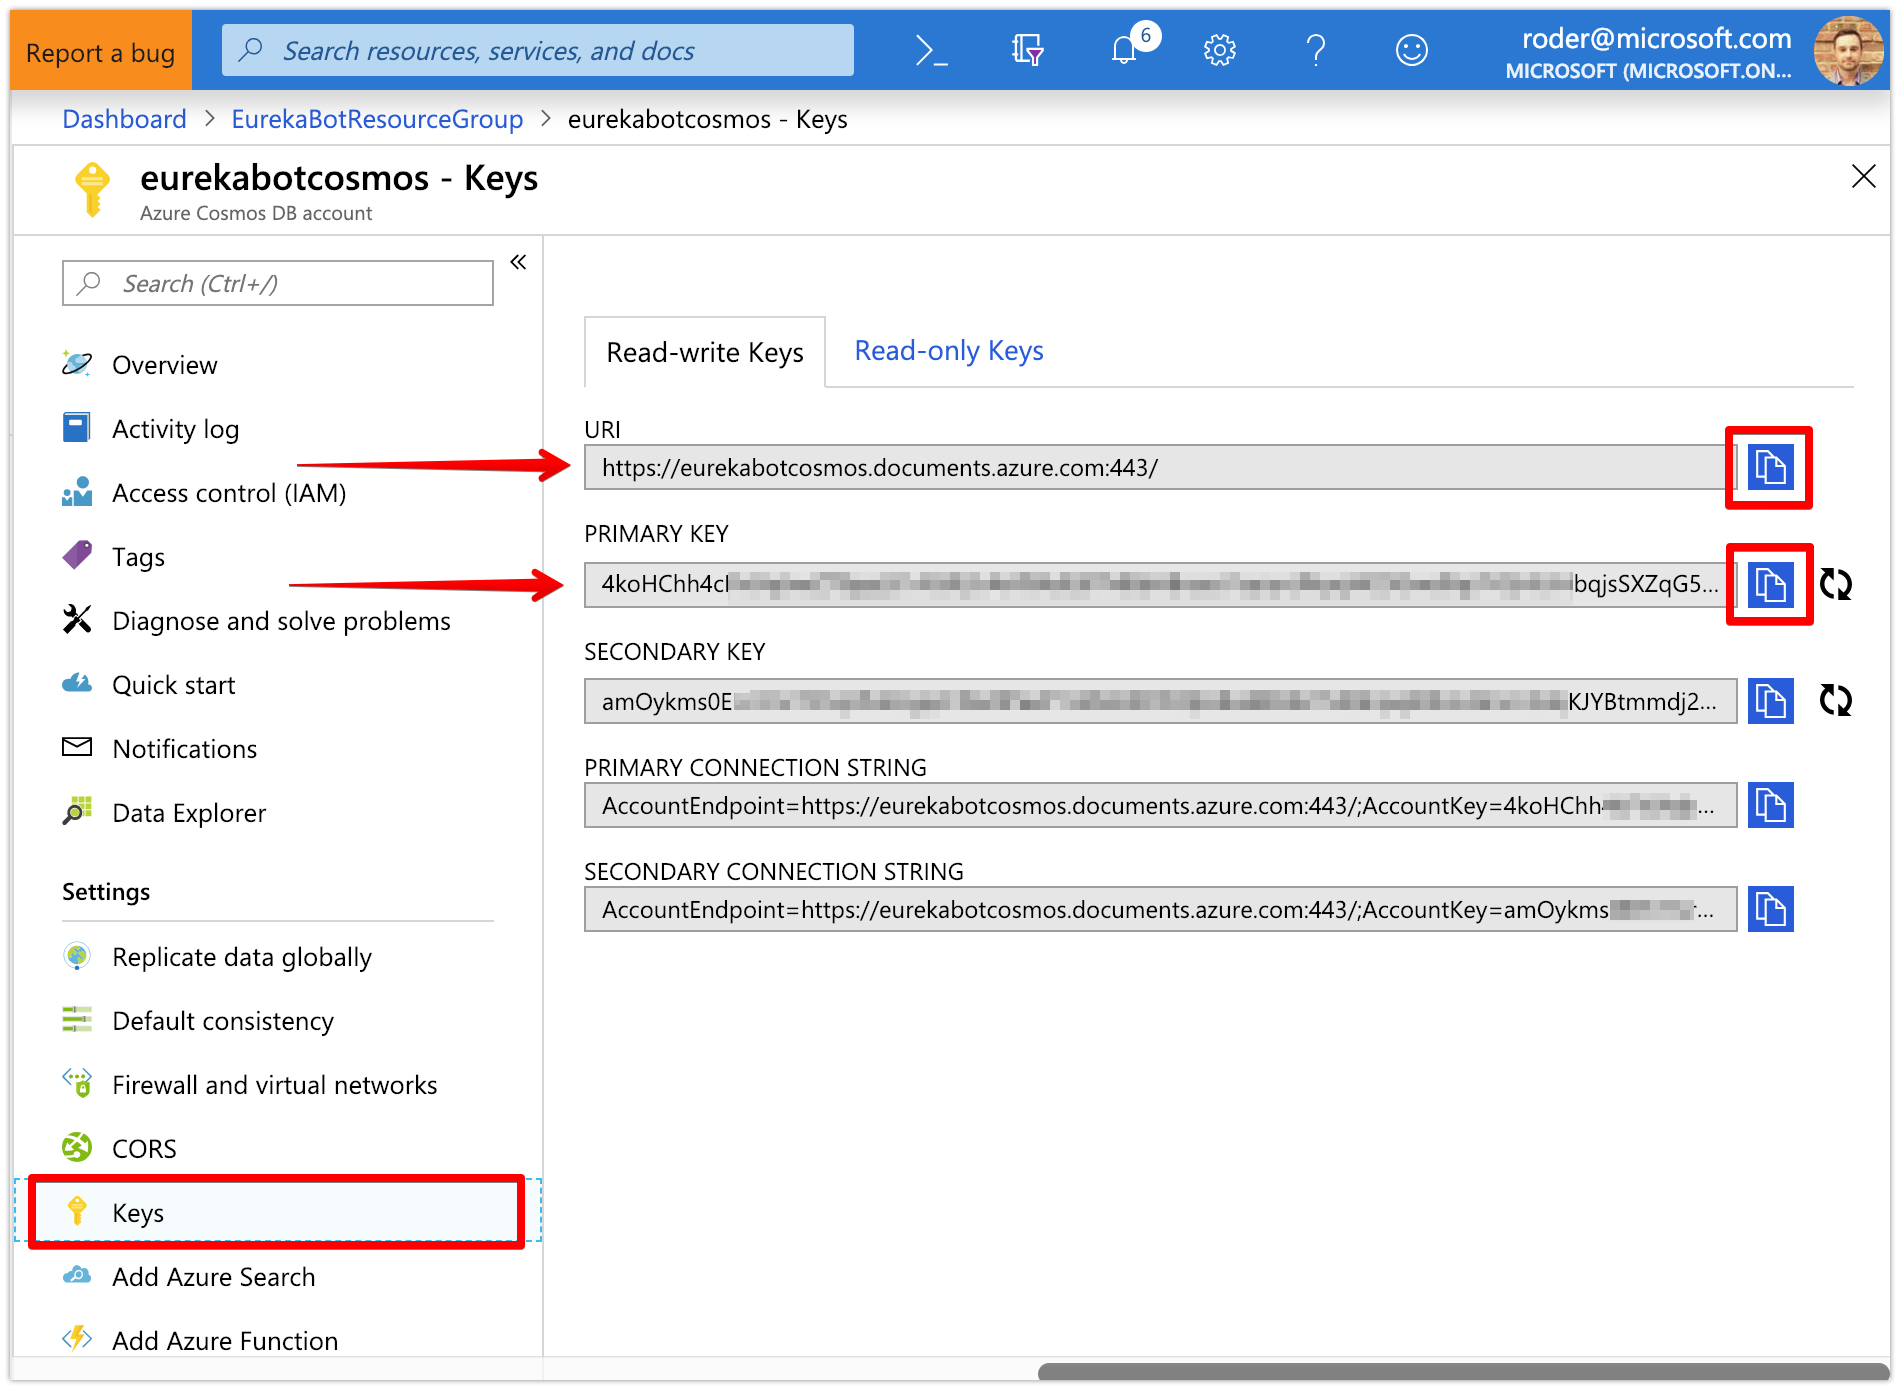 Report a bug
Search resources, services, and docs
6
roder@microsoft.com
MICROSOFT (MICROSOFT.ON...
Dashboard > EurekaBotResourceGroup > eurekabotcosmos - Keys
eurekabotcosmos - Keys
Azure Cosmos DB account
Search (Ctrl+/)
Overview
Activity log
Access control (IAM)
Tags
Diagnose and solve problems
Quick start
Notifications
Data Explorer
Settings
Replicate data globally
Default consistency
Firewall and virtual networks
CORS
Keys
Add Azure Search
Add Azure Function
Read-write Keys
Read-only Keys
URI
https://eurekabotcosmos.documents.azure.com:443/
PRIMARY KEY
4koHChh4c bqjsSXZqG5...
SECONDARY KEY
amOykms0E KJYBtmmdj2...
PRIMARY CONNECTION STRING
AccountEndpoint=https://eurekabotcosmos.documents.azure.com:443/;AccountKey=4koHChh ...
SECONDARY CONNECTION STRING
AccountEndpoint=https://eurekabotcosmos.documents.azure.com:443/;AccountKey=amOykms ...